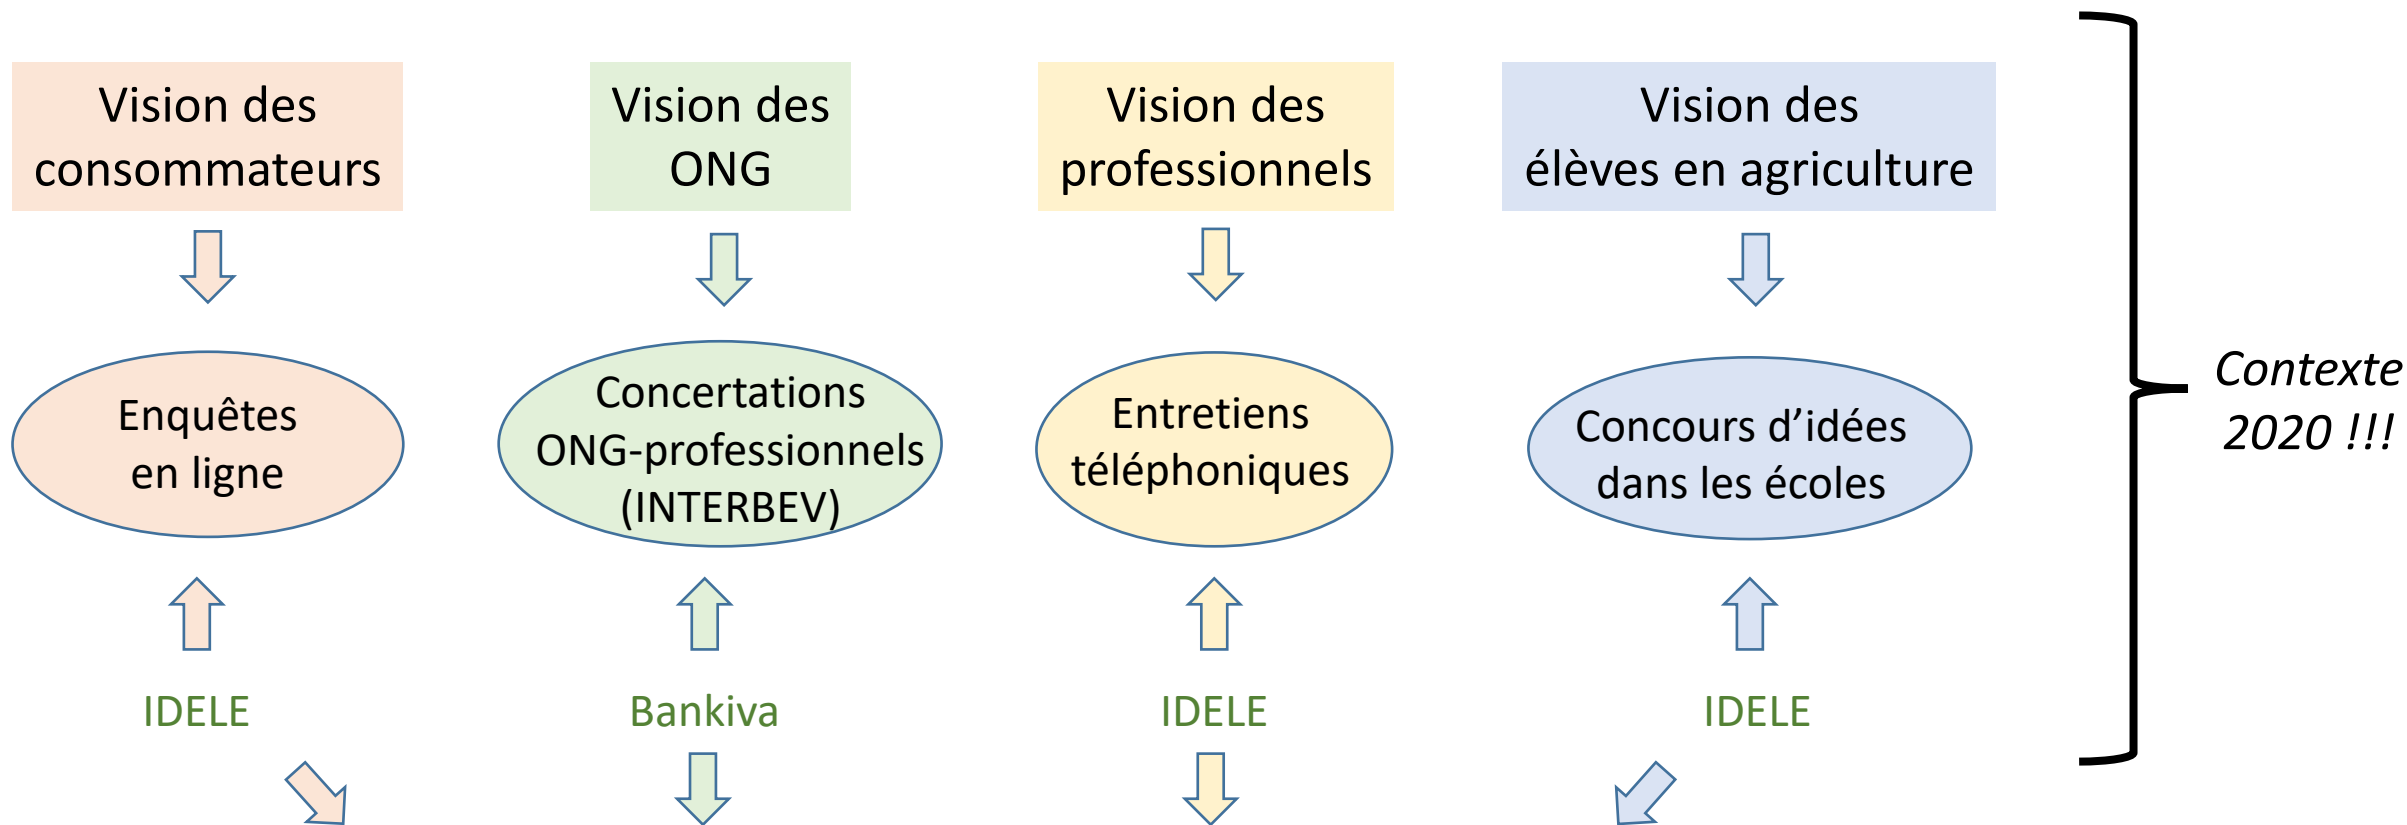 Vision des
consommateurs
Vision des
ONG
Vision des
professionnels
Vision des
élèves en agriculture
Enquêtes
en ligne
Concertations
ONG-professionnels
(INTERBEV)
Entretiens
téléphoniques
Concours d’idées
dans les écoles
Contexte
2020 !!!
IDELE
Bankiva
IDELE
IDELE